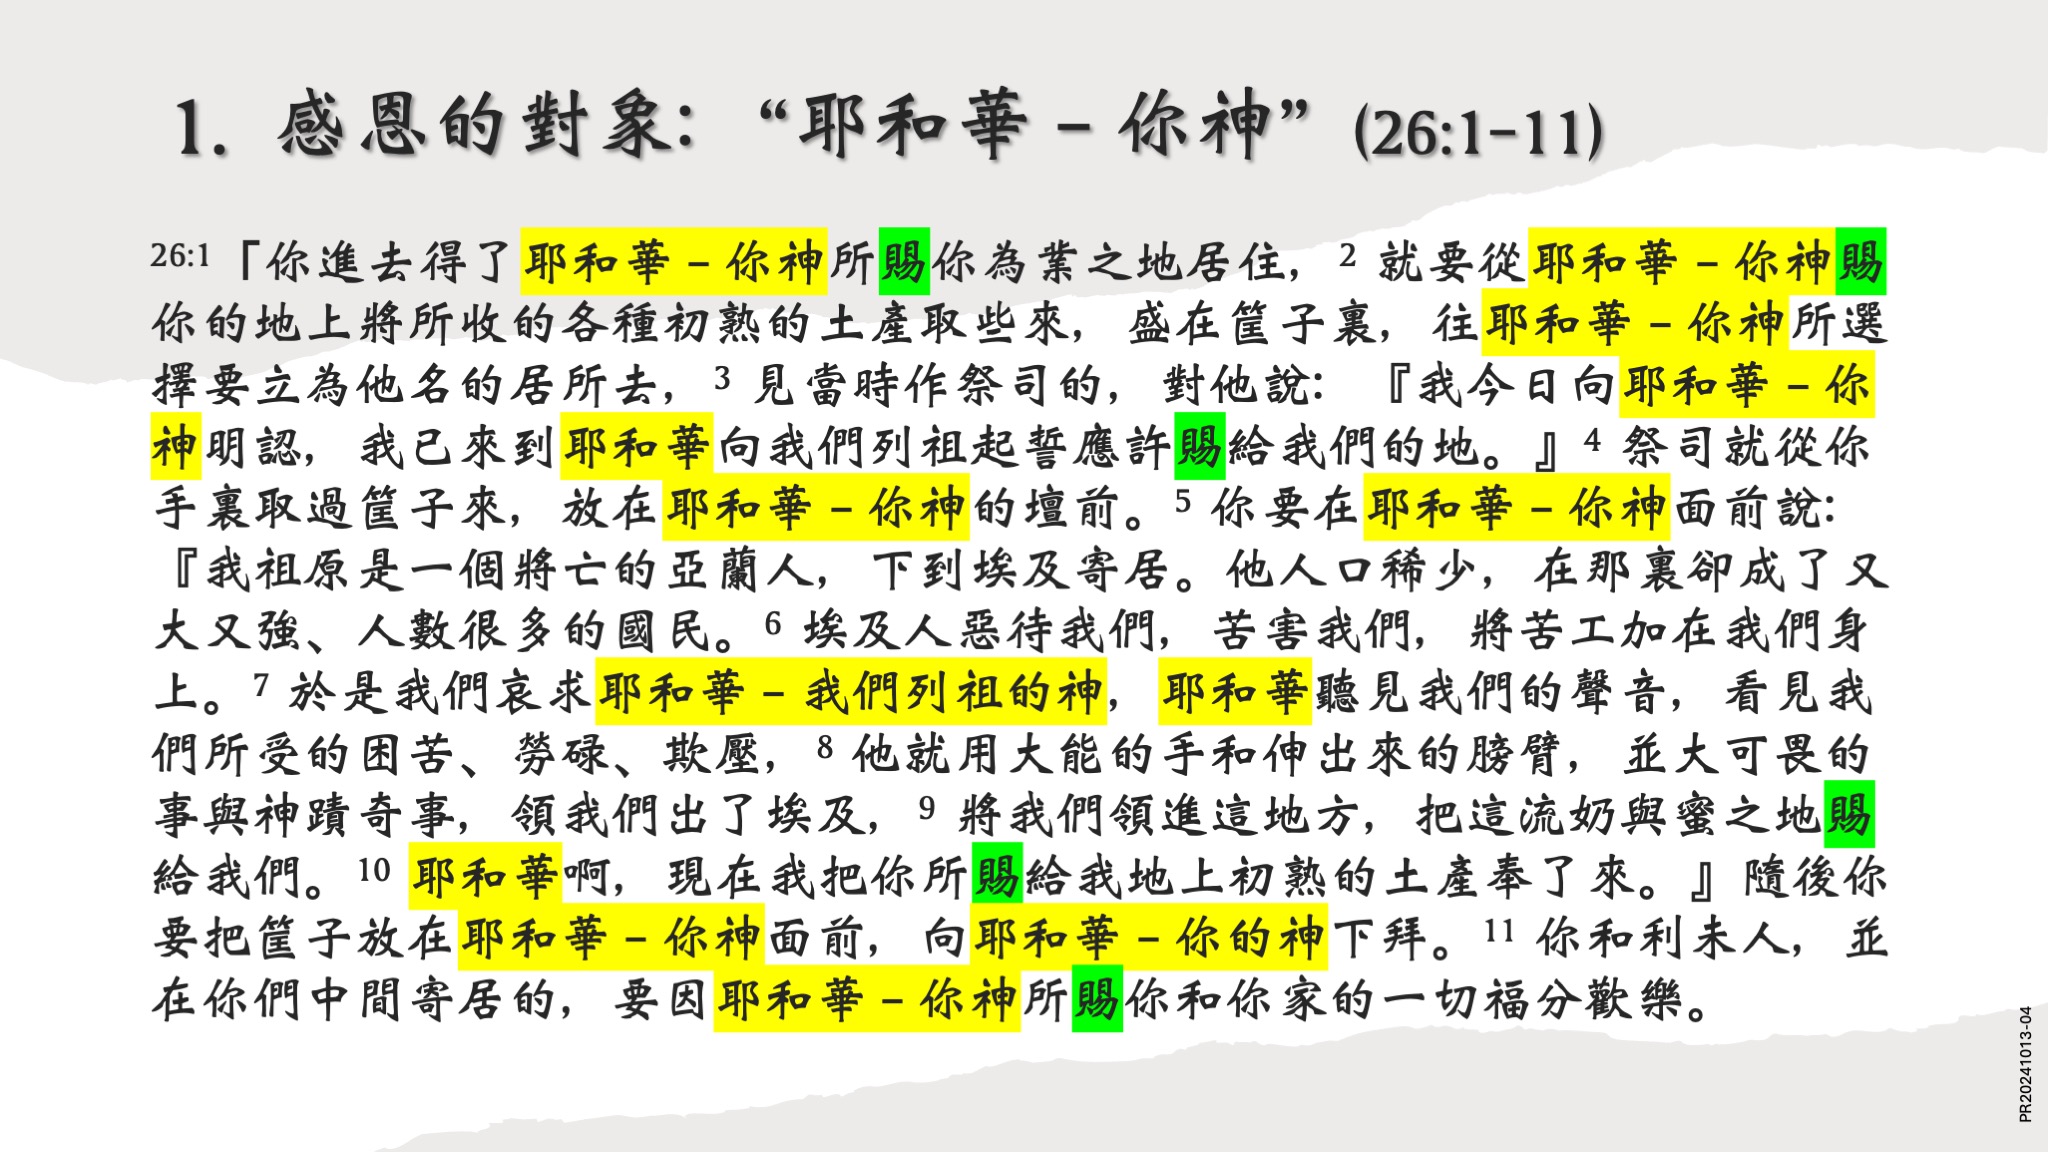 1. 感恩的對象：“耶和華－你神”(26:1-11)
26:1「你進去得了耶和華－你神所賜你為業之地居住，2 就要從耶和華－你神賜
你的地上將所收的各種初熟的土產取些來，盛在筐子裏，往耶和華－你神所選
擇要立為他名的居所去，3 見當時作祭司的，對他說：『我今日向耶和華－你
神明認，我已來到耶和華向我們列祖起誓應許賜給我們的地。』4 祭司就從你
手裏取過筐子來，放在耶和華－你神的壇前。5 你要在耶和華－你神面前說：
『我祖原是一個將亡的亞蘭人，下到埃及寄居。他人口稀少，在那裏卻成了又
大又強、人數很多的國民。6 埃及人惡待我們，苦害我們，將苦工加在我們身
上。7 於是我們哀求耶和華－我們列祖的神，耶和華聽見我們的聲音，看見我
們所受的困苦、勞碌、欺壓，8 他就用大能的手和伸出來的膀臂，並大可畏的
事與神蹟奇事，領我們出了埃及，9 將我們領進這地方，把這流奶與蜜之地賜
給我們。10 耶和華啊，現在我把你所賜給我地上初熟的土產奉了來。』隨後你
要把筐子放在耶和華－你神面前，向耶和華－你的神下拜。11 你和利未人，並
在你們中間寄居的，要因耶和華－你神所賜你和你家的一切福分歡樂。
PR20241013-04